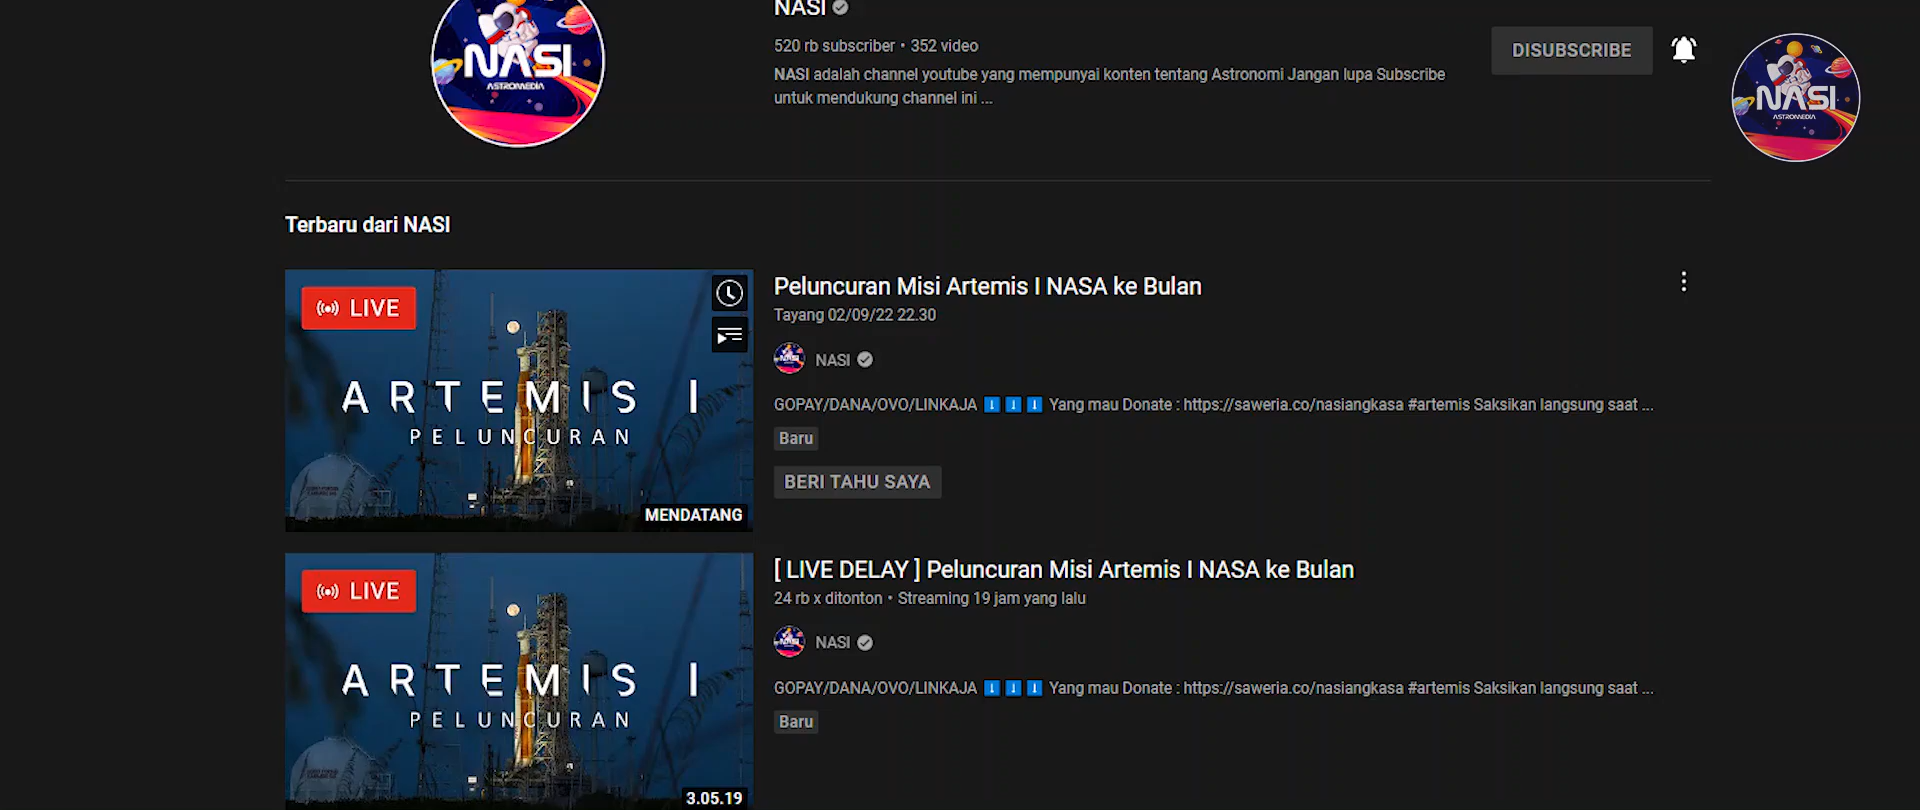 NASI
520 rb subscriber • 352 video
NASI adalah channel youtube yang mempunyai konten tentang Astronomi Jangan lupa Subscribe
untuk mendukung channel ini ...
DISUBSCRIBE
NASI
ASTROMEDIA
NASI
ASTROMEDIA
Terbaru dari NASI
LIVE
ARTEMIS I
PELUNCURAN
MENDATANG
Peluncuran Misi Artemis I NASA ke Bulan
Tayang 02/09/22 22.30
NASI
GOPAY/DANA/OVO/LINKAJA ⬇⬇⬇ Yang mau Donate : https://saweria.co/nasiangkasa #artemis Saksikan langsung saat ...
Baru
BERI TAHU SAYA
LIVE
ARTEMIS I
PELUNCURAN
3.05.19
[ LIVE DELAY ] Peluncuran Misi Artemis I NASA ke Bulan
24 rb x ditonton • Streaming 19 jam yang lalu
NASI
GOPAY/DANA/OVO/LINKAJA ⬇⬇⬇ Yang mau Donate : https://saweria.co/nasiangkasa #artemis Saksikan langsung saat ...
Baru